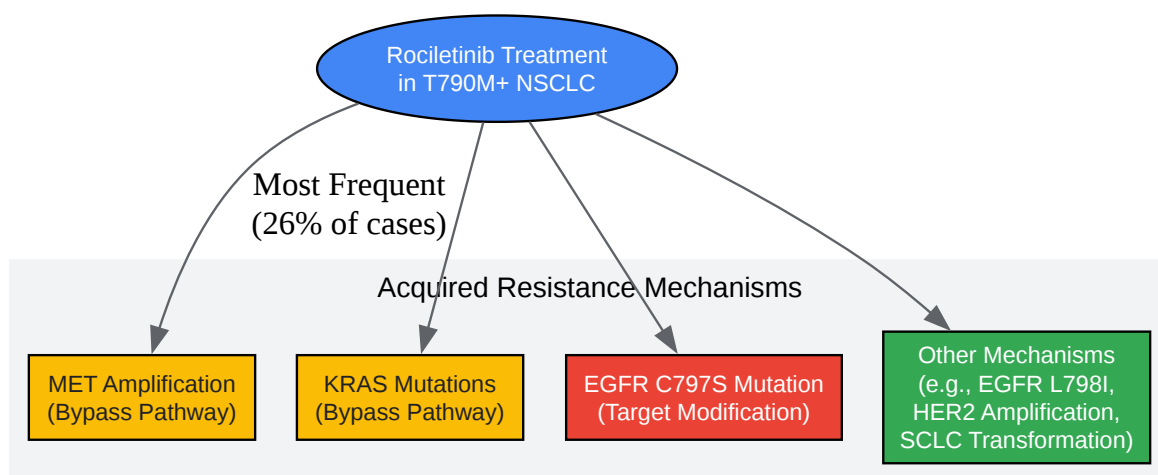 Rociletinib Treatment
in T790M+ NSCLC
Most Frequent
(26% of cases)
Acquired Resistance Mechanisms
MET Amplification
(Bypass Pathway)
KRAS Mutations
(Bypass Pathway)
EGFR C797S Mutation
(Target Modification)
Other Mechanisms
(e.g., EGFR L798I,
HER2 Amplification,
SCLC Transformation)